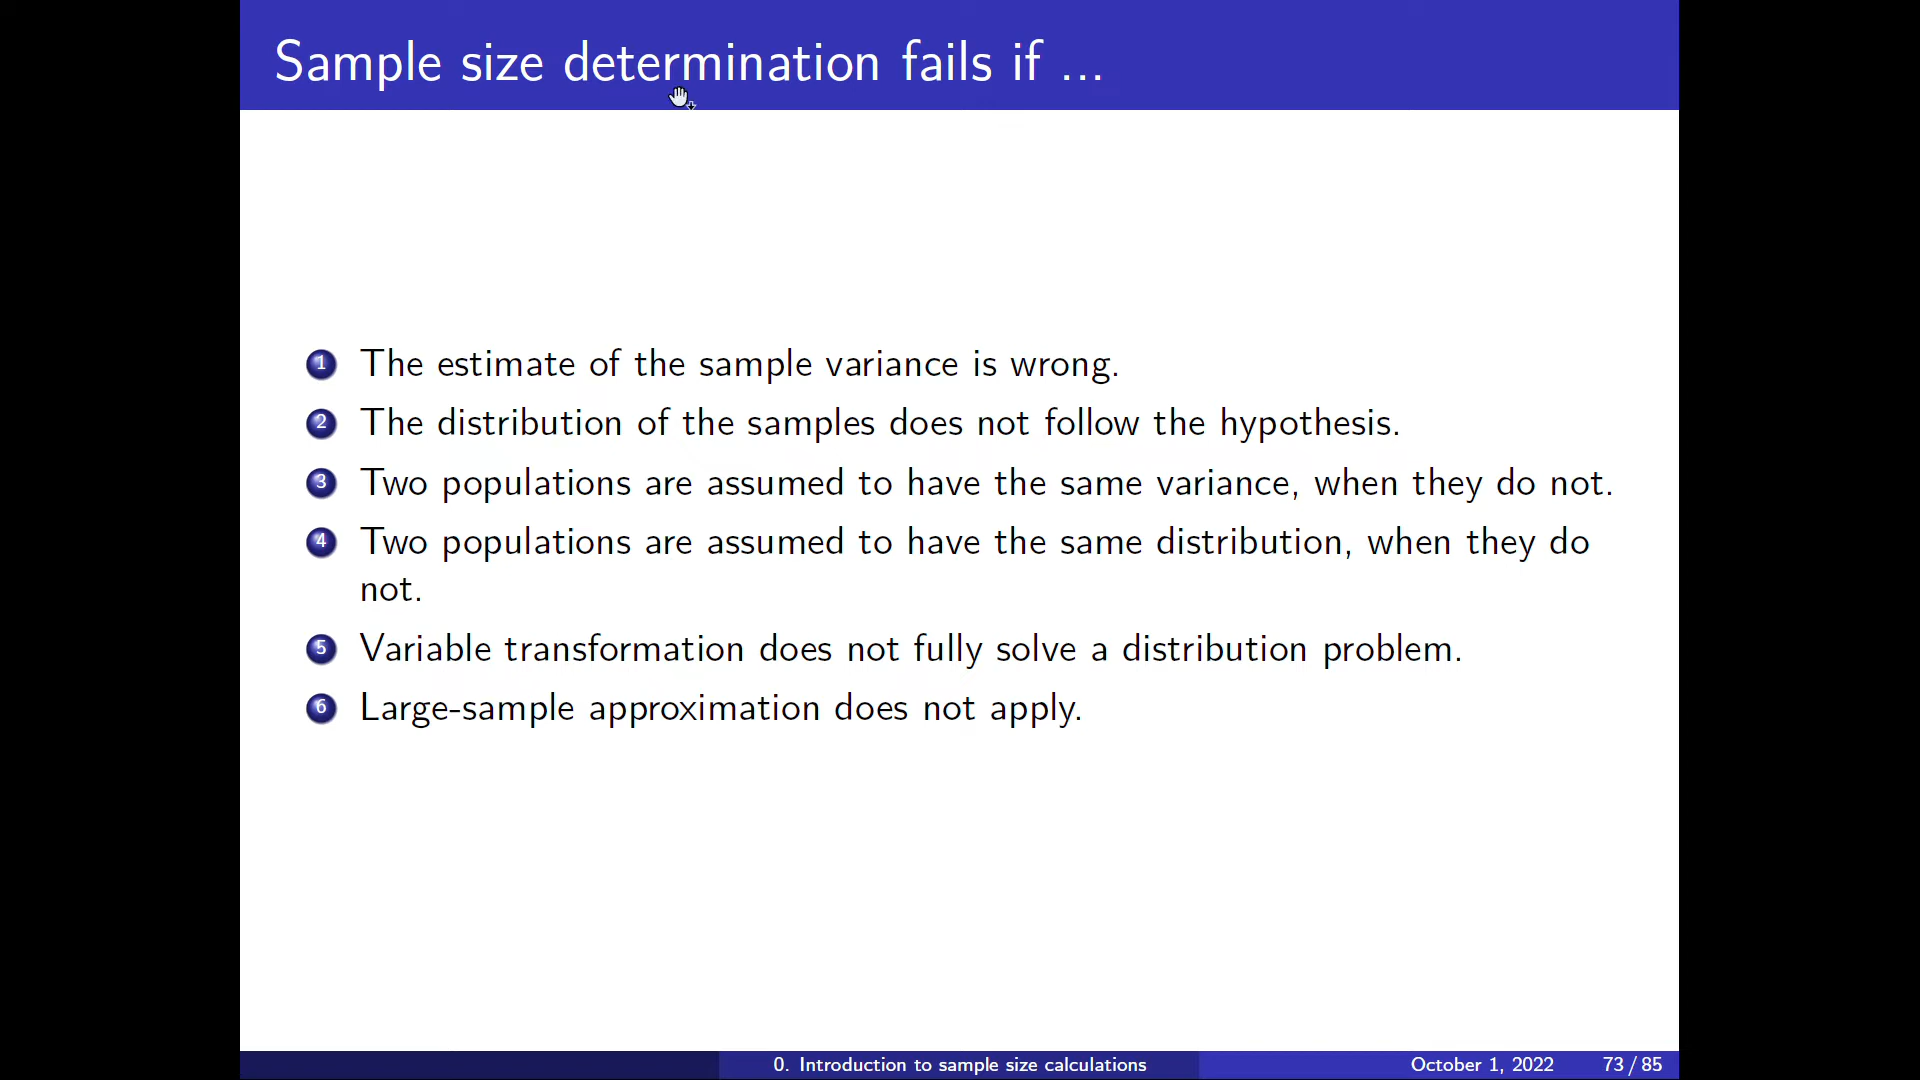 Sample size determination fails if ...
1 The estimate of the sample variance is wrong.
2 The distribution of the samples does not follow the hypothesis.
3 Two populations are assumed to have the same variance, when they do not.
4 Two populations are assumed to have the same distribution, when they do
not.
5 Variable transformation does not fully solve a distribution problem.
6 Large-sample approximation does not apply.
0. Introduction to sample size calculations October 1, 2022 73 / 85